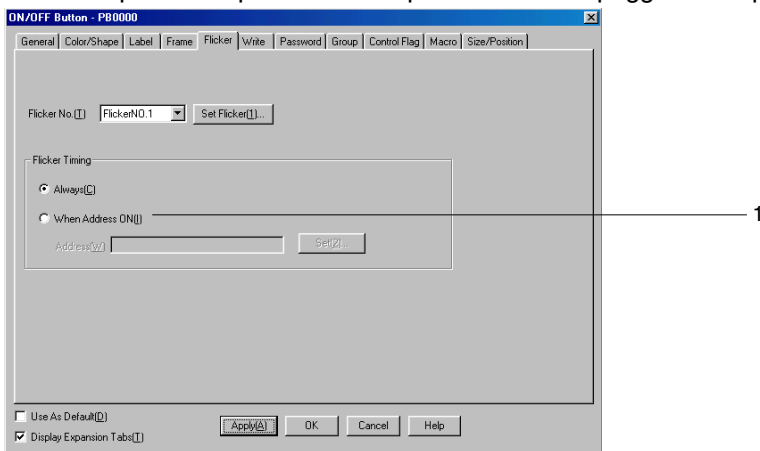 ON/OFF Button - PB0000
General Color/Shape Label Frame Flicker Write Password Group Control Flag Macro Size/Position
Flicker No.(T) FlickerNO.1 Set Flicker(1)...
Flicker Timing
Always(C)
When Address ON(I)
1
Address(W) Set(2)...
Use As Default(D)
Display Expansion Tabs(T)
Apply(A) OK Cancel Help